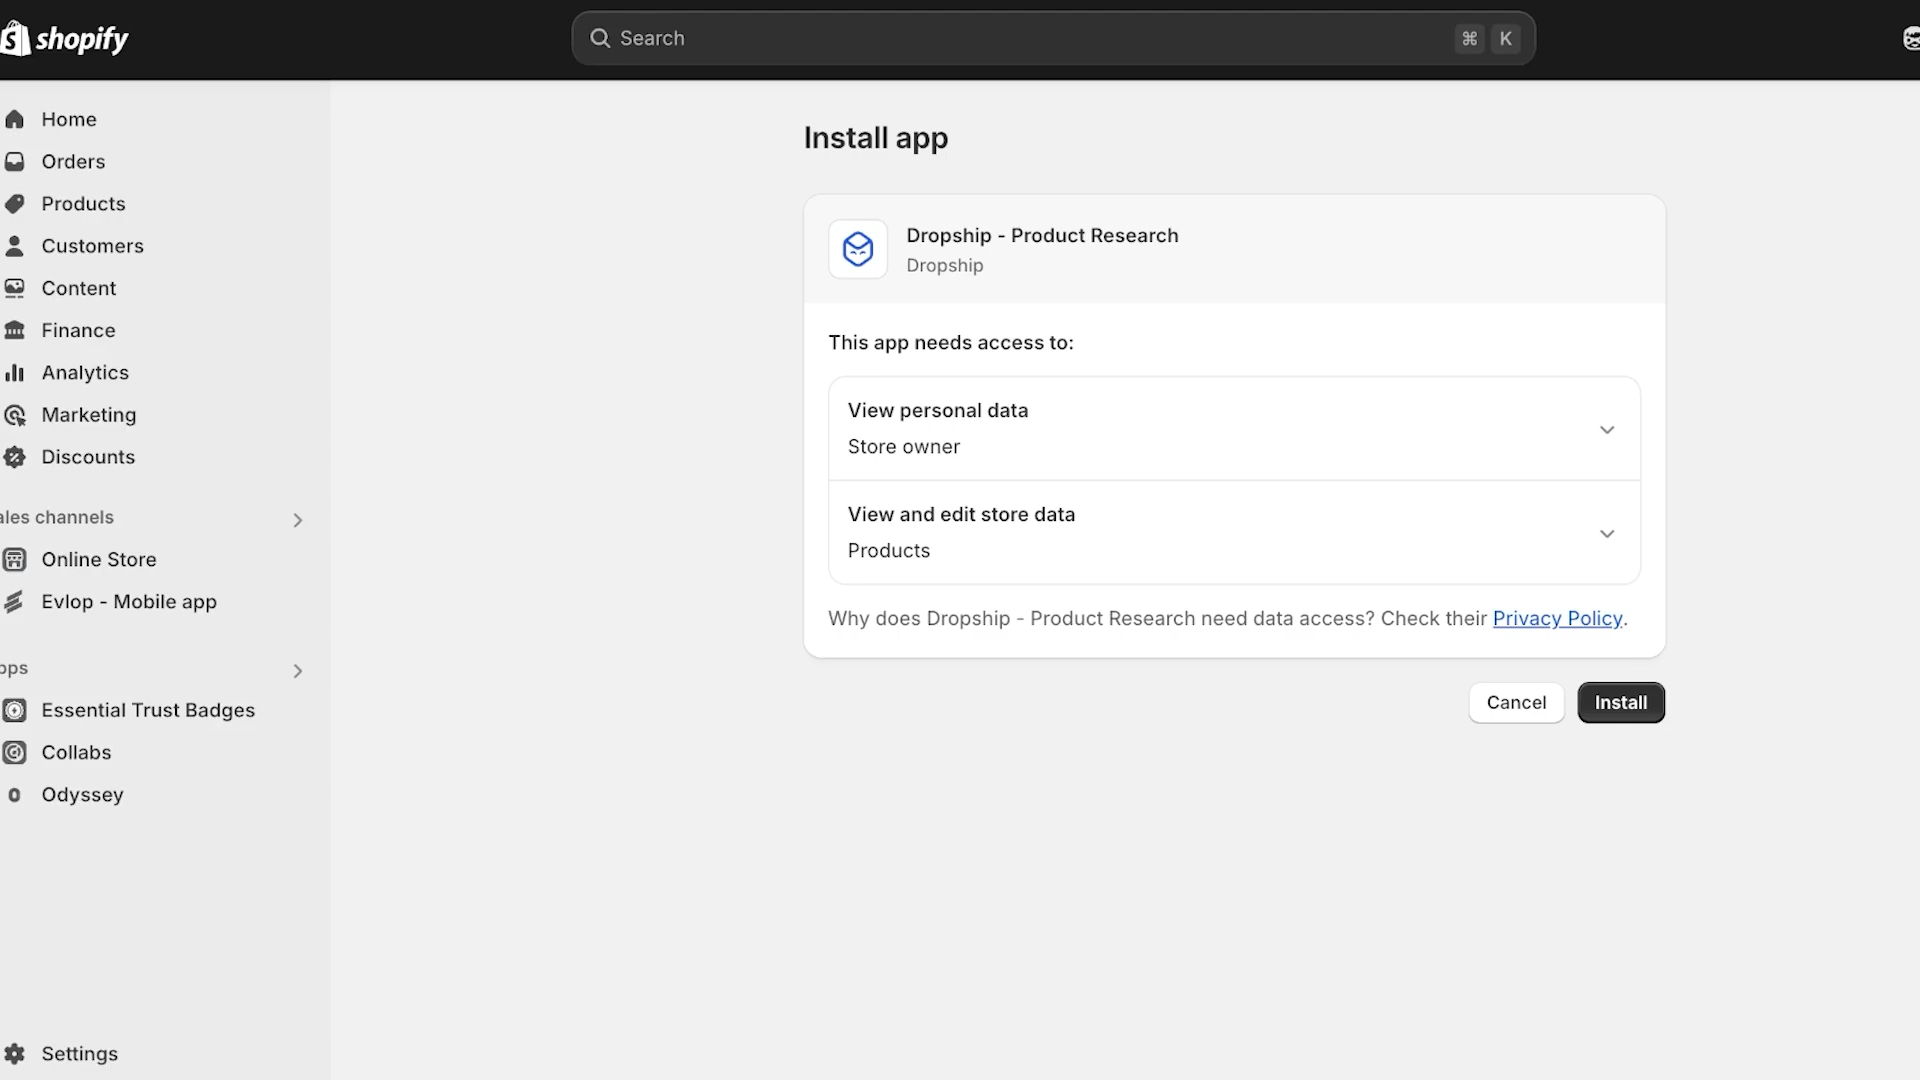 shopify
Search
⌘ K
Home
Orders
Products
Customers
Content
Finance
Analytics
Marketing
Discounts
ales channels
Online Store
Evlop - Mobile app
pps
Essential Trust Badges
Collabs
Odyssey
Settings
Install app
Dropship - Product Research
Dropship
This app needs access to:
View personal data
Store owner
View and edit store data
Products
Why does Dropship - Product Research need data access? Check their Privacy Policy.
Cancel
Install